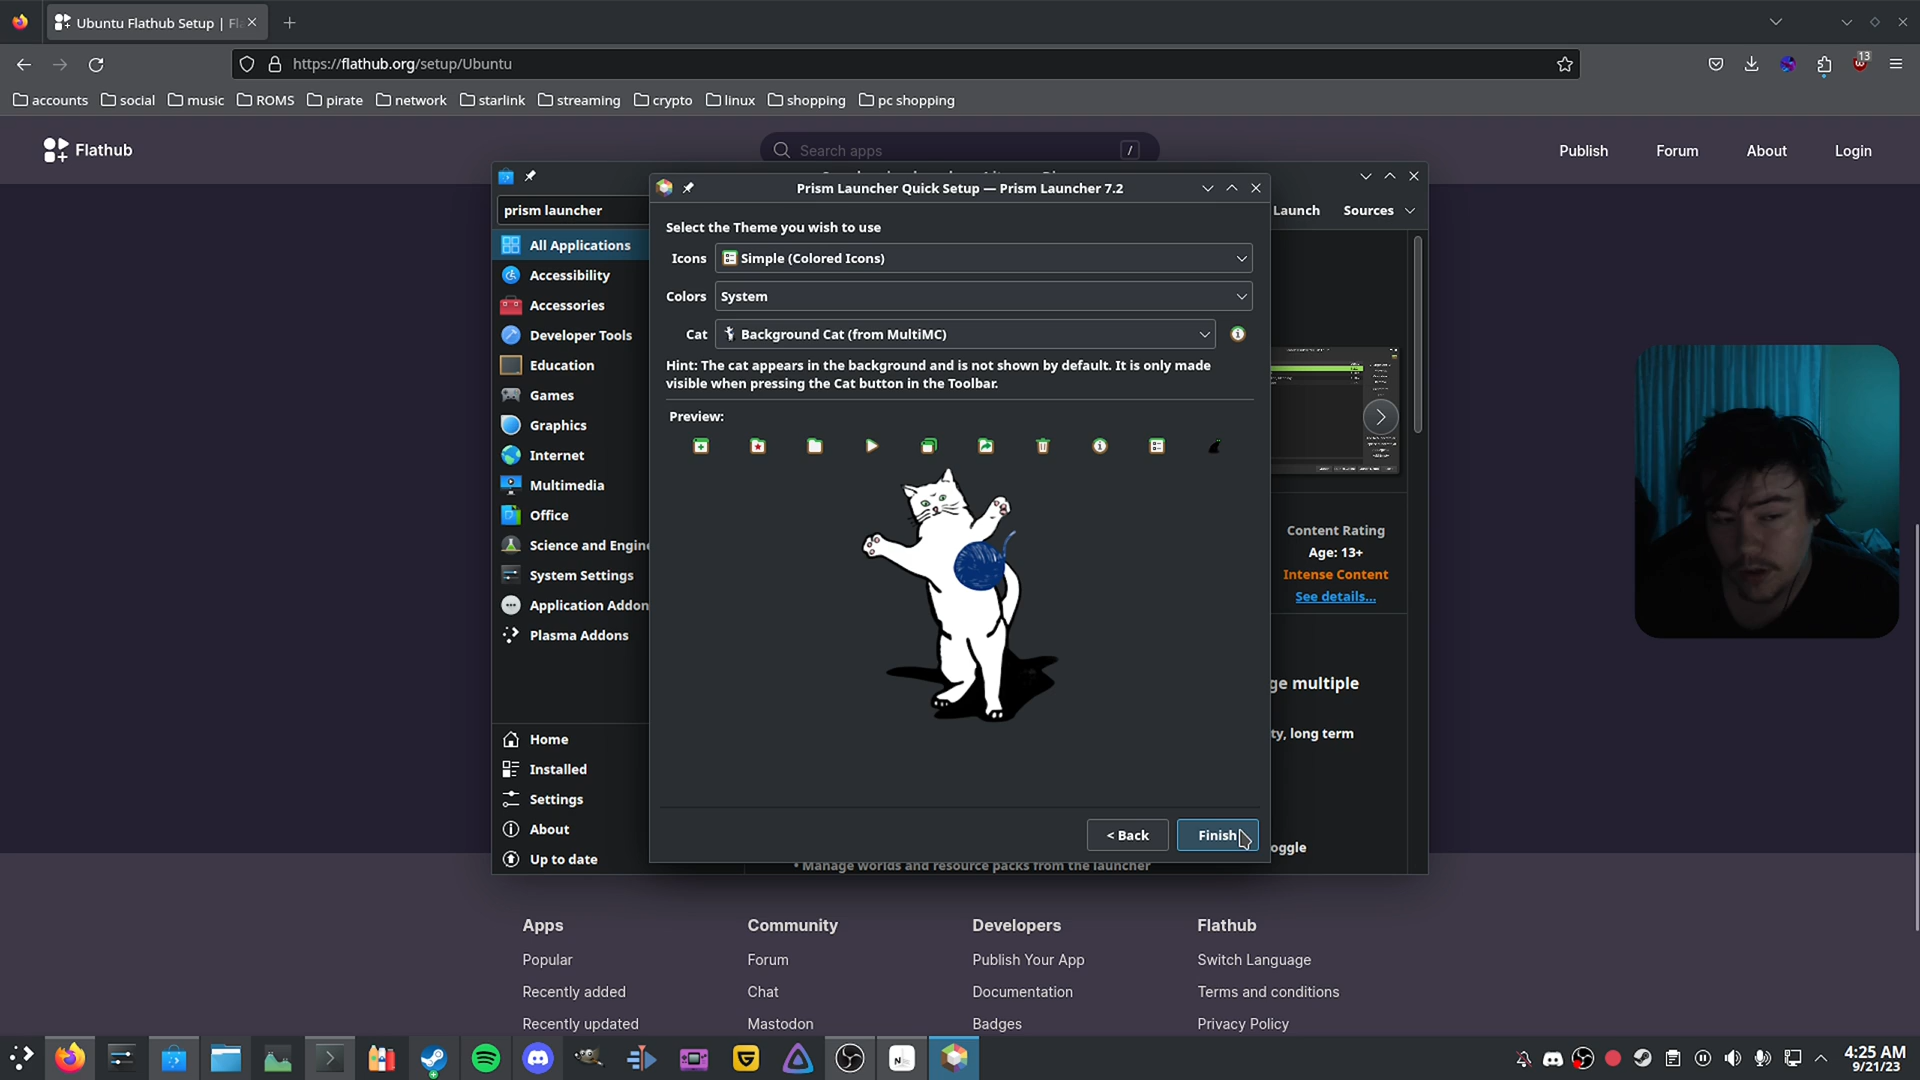 Ubuntu Flathub Setup | Fl
https://flathub.org/setup/Ubuntu
13
accounts
social
music
ROMS
pirate
network
starlink
streaming
crypto
linux
shopping
pc shopping
Flathub
Search apps
/
Publish
Forum
About
Login
prism launcher
Launch
Sources
All Applications
Accessibility
Accessories
Developer Tools
Education
Games
Graphics
Internet
Multimedia
Office
Science and Engine
System Settings
Application Addon
Plasma Addons
Home
Installed
Settings
About
Up to date
Prism Launcher Quick Setup — Prism Launcher 7.2
Select the Theme you wish to use
Icons
Simple (Colored Icons)
Colors
System
Cat
Background Cat (from MultiMC)
Hint: The cat appears in the background and is not shown by default. It is only made
visible when pressing the Cat button in the Toolbar.
Preview:
< Back
Finish
Content Rating
Age: 13+
Intense Content
See details...
ge multiple
ty, long term
oggle
• Manage worlds and resource packs from the launcher
Apps
Popular
Recently added
Recently updated
Community
Forum
Chat
Mastodon
Developers
Publish Your App
Documentation
Badges
Flathub
Switch Language
Terms and conditions
Privacy Policy
4:25 AM
9/21/23